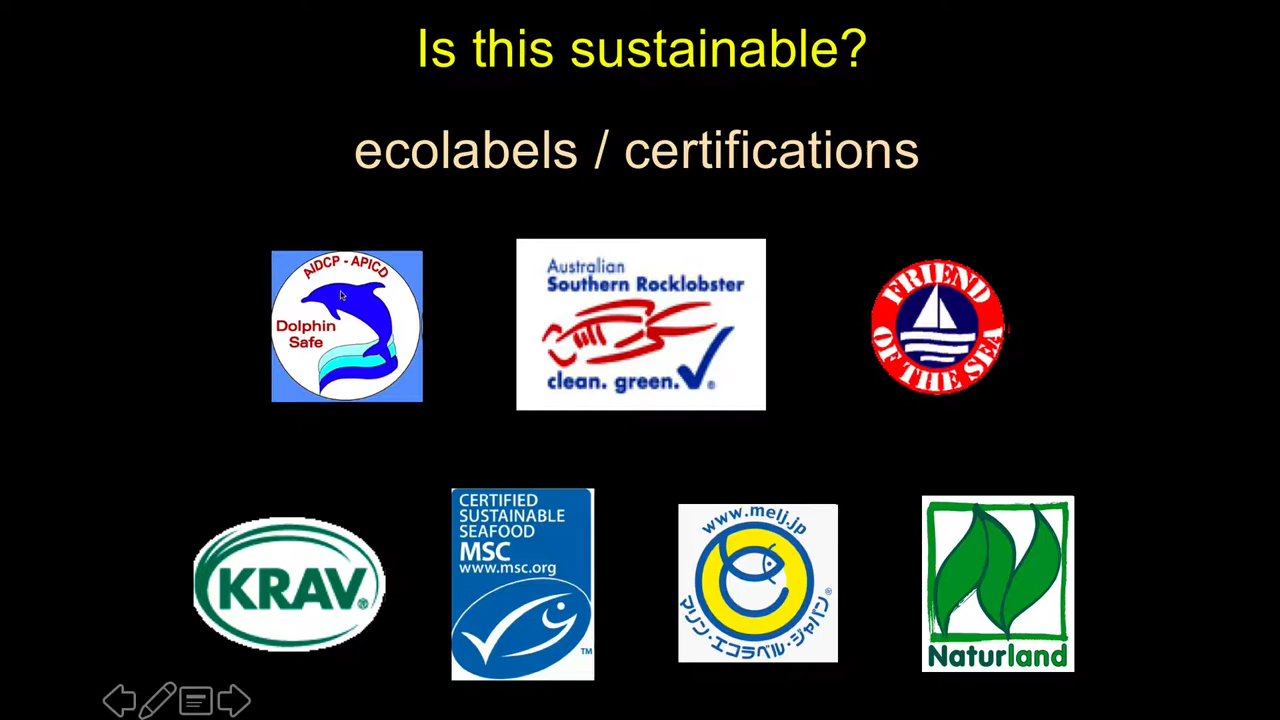 Is this sustainable?
ecolabels / certifications
AIDCP - APICD
Dolphin
Safe
Australian
Southern Rocklobster
clean. green. ®
FRIEND
OF THE SEA
KRAV®
CERTIFIED
SUSTAINABLE
SEAFOOD
MSC
www.msc.org
TM
www.melj.jp
マリン・エコラベル・ジャパン®
Naturland